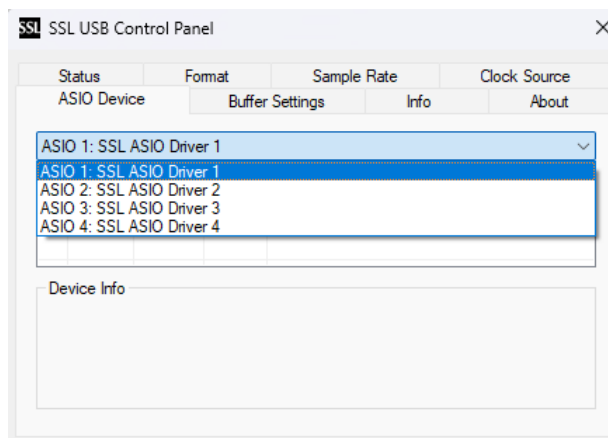 SSL SSL USB Control Panel
Status Format Sample Rate Clock Source
ASIO Device Buffer Settings Info About
ASIO 1: SSL ASIO Driver 1
ASIO 1: SSL ASIO Driver 1
ASIO 2: SSL ASIO Driver 2
ASIO 3: SSL ASIO Driver 3
ASIO 4: SSL ASIO Driver 4
Device Info